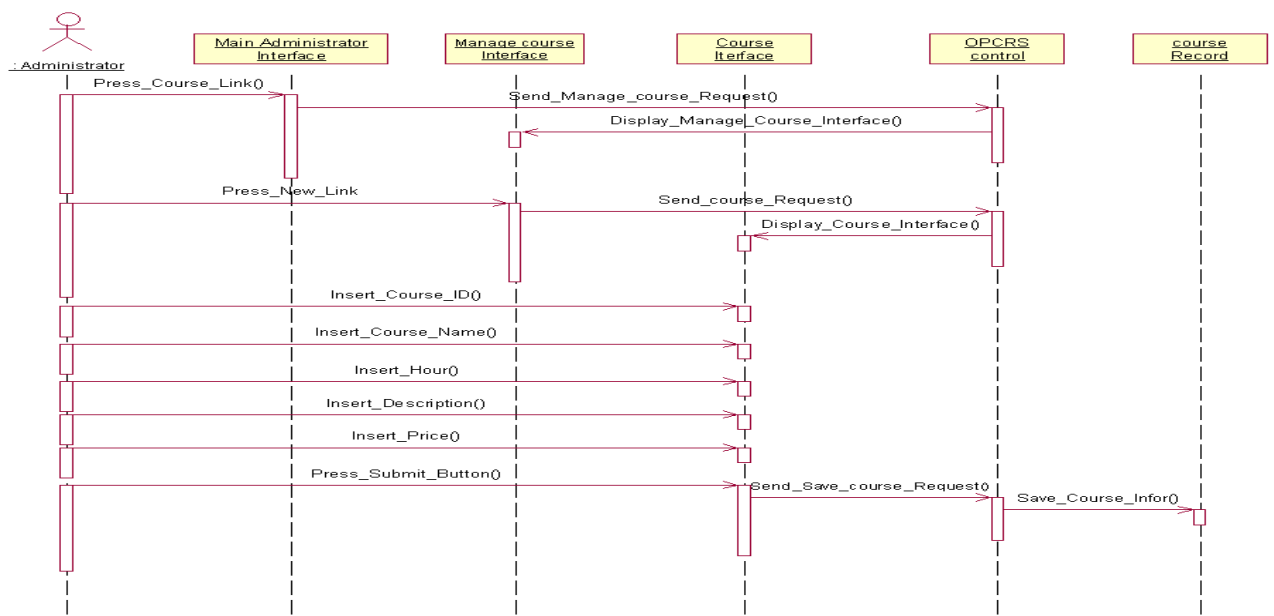 : Administrator
Main Administrator
Interface
Manage course
Interface
Course
Iterface
OPCRS
control
course
Record
Press_Course_Link()
Send_Manage_course_Request()
Display_Manage_Course_Interface()
Press_New_Link
Send_course_Request()
Display_Course_Interface()
Insert_Course_ID()
Insert_Course_Name()
Insert_Hour()
Insert_Description()
Insert_Price()
Press_Submit_Button()
Send_Save_course_Request()
Save_Course_Infor()